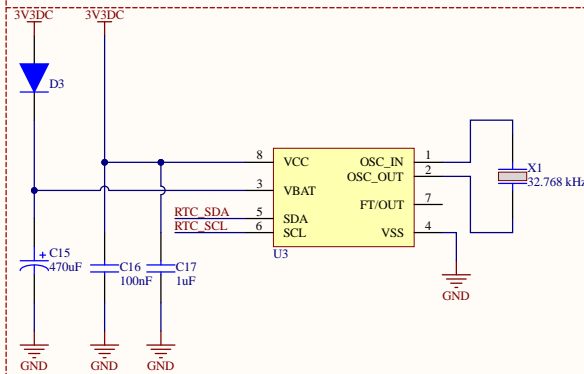 3V3DC 3V3DC
D3
8 VCC OSC_IN 1
OSC_OUT 2
3 VBAT
FT/OUT 7
RTC_SDA 5 SDA
RTC_SCL 6 SCL VSS 4
U3
X1
32.768 kHz
C15
470uF
C16
100nF
C17
1uF
GND
GND GND GND